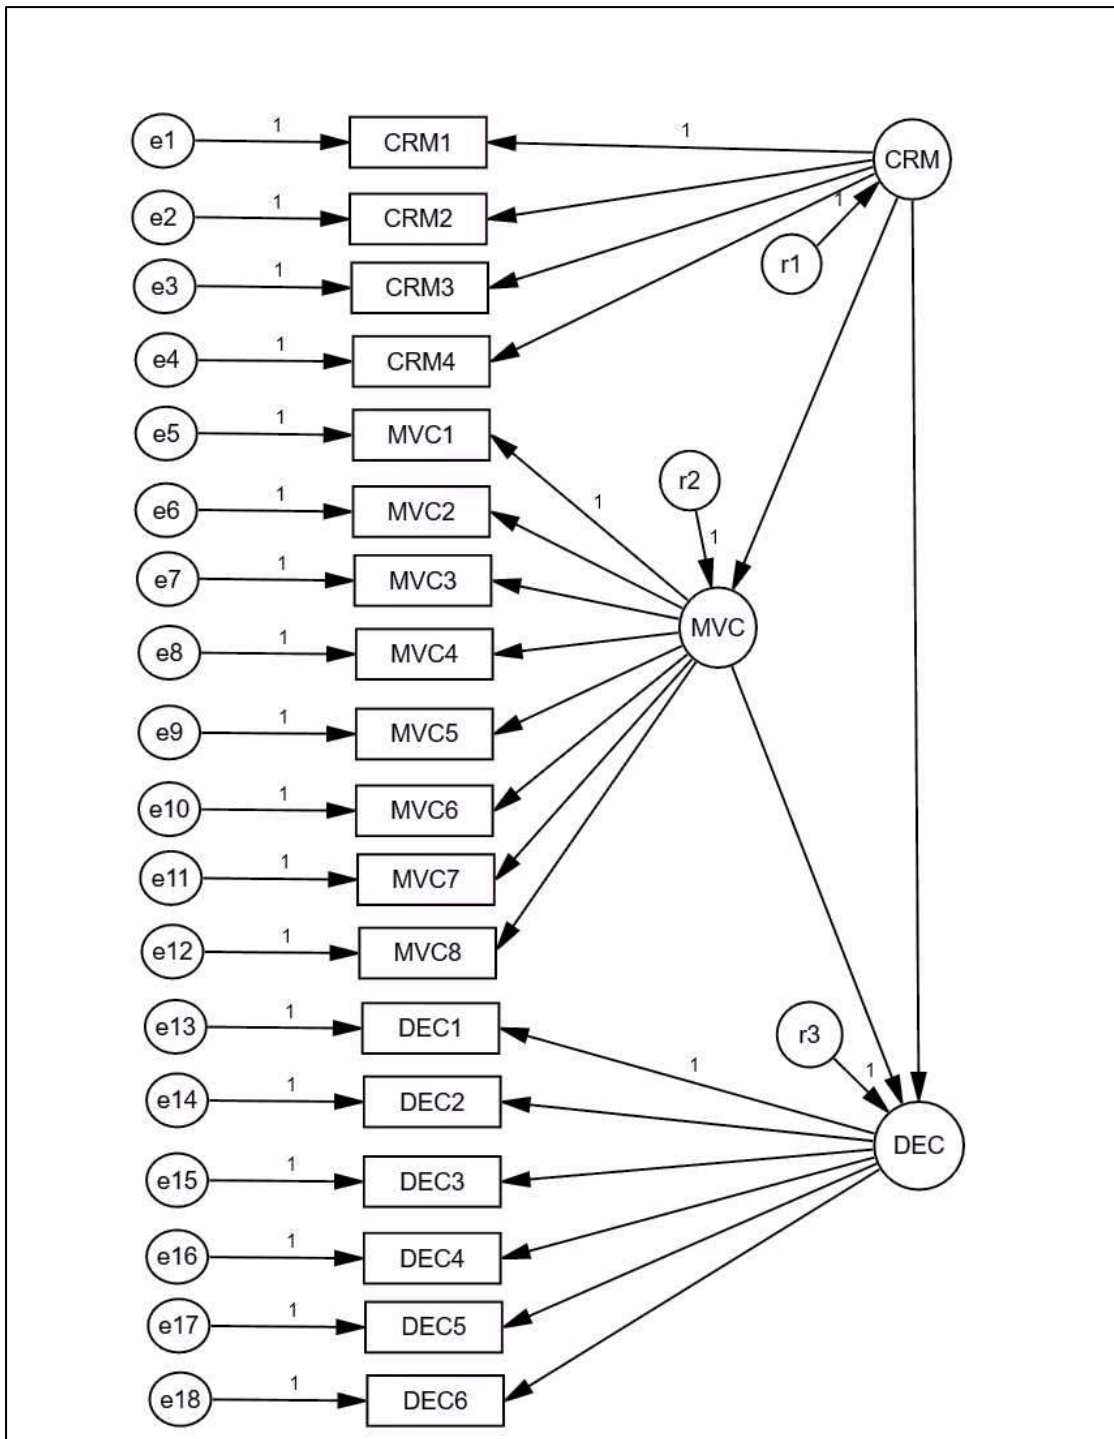 e1 1 CRM1 1 CRM
e2 1 CRM2 1
e3 1 CRM3 r1
e4 1 CRM4
e5 1 MVC1 r2
e6 1 MVC2 1 1
e7 1 MVC3
e8 1 MVC4 MVC
e9 1 MVC5
e10 1 MVC6
e11 1 MVC7
e12 1 MVC8
e13 1 DEC1 1 r3
e14 1 DEC2 1
e15 1 DEC3 DEC
e16 1 DEC4
e17 1 DEC5
e18 1 DEC6